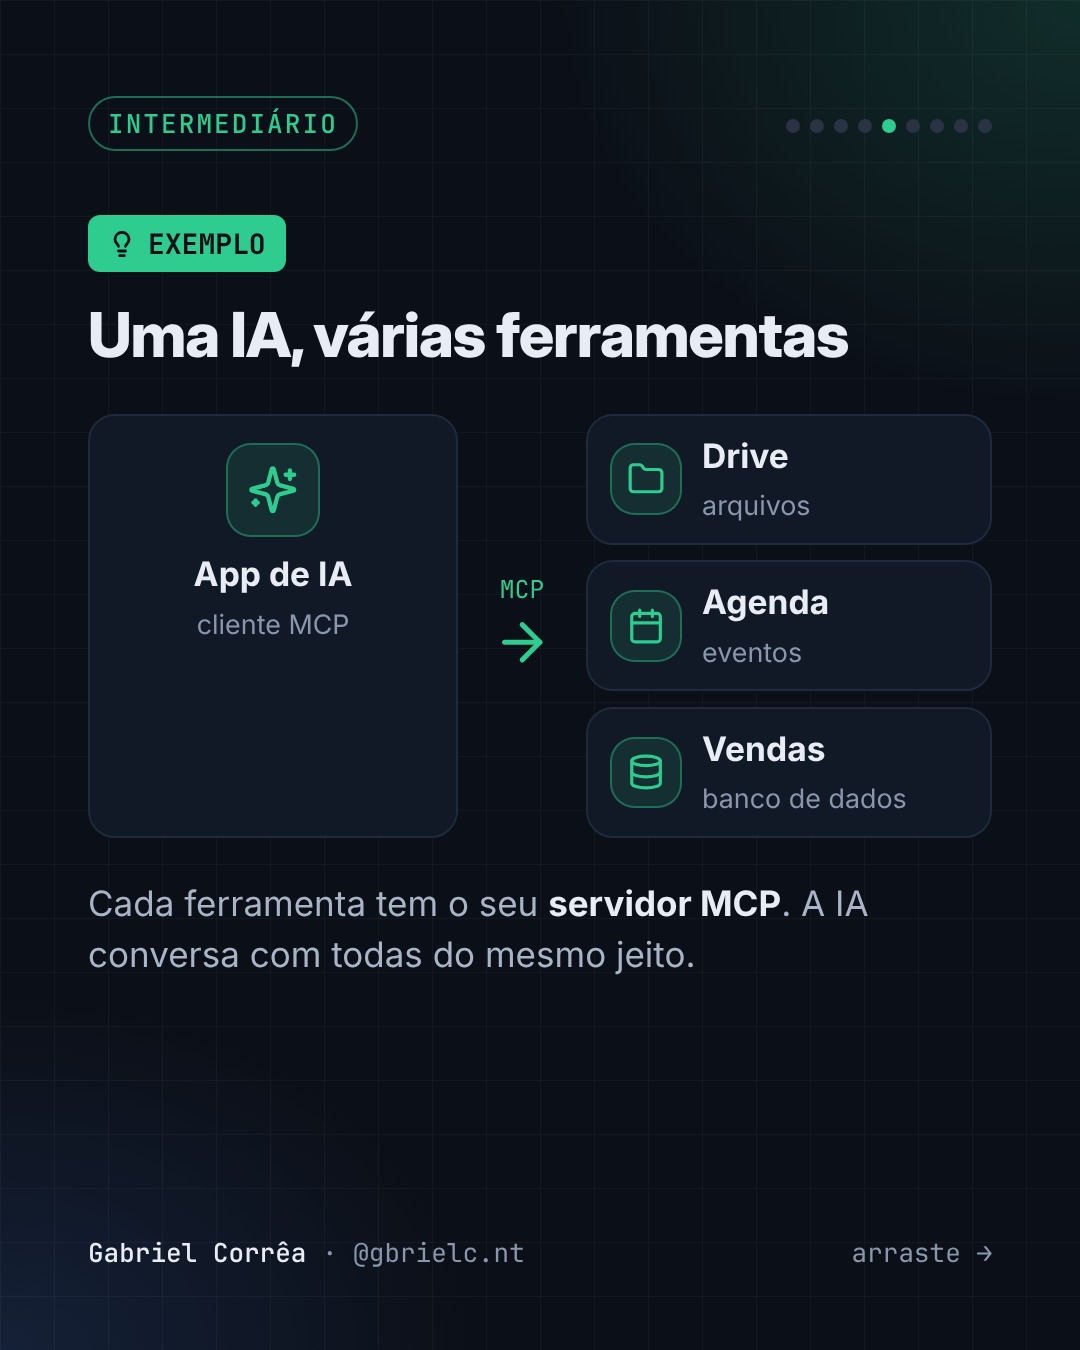 INTERMEDIÁRIO
EXEMPLO
Uma IA, várias ferramentas
App de IA
cliente MCP
MCP
→
Drive
arquivos
Agenda
eventos
Vendas
banco de dados
Cada ferramenta tem o seu servidor MCP. A IA
conversa com todas do mesmo jeito.
Gabriel Corrêa · @gbrielc.nt
arraste →